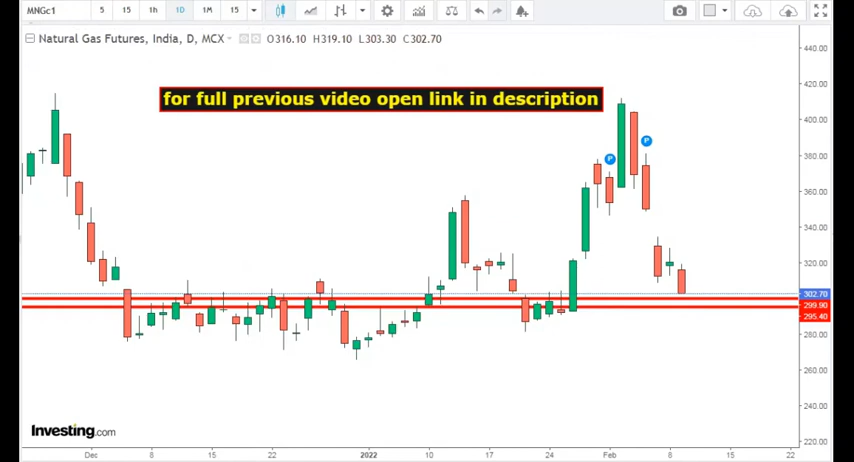 MNGc1 5 15 1H 1D 1M 15
Natural Gas Futures, India, D, MCX O316.10 H319.10 L303.30 C302.70
for full previous video open link in description
P
P
440.00
420.00
400.00
380.00
360.00
340.00
320.00
302.70
299.90
295.40
280.00
260.00
240.00
220.00
Investing.com
Dec 8 15 22 2022 10 17 24 Feb 8 15 22